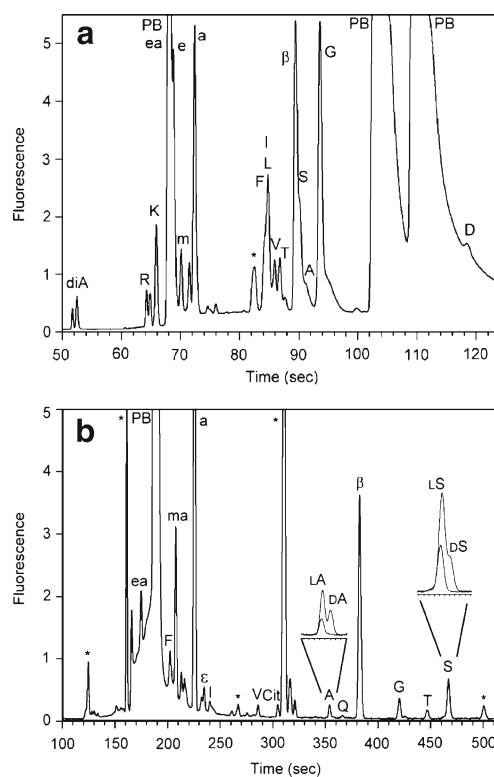 a
PB
ea
e
a
β
G
PB
PB
I
L
F
S
K
V
T
m
*
A
D
R
diA
Fluorescence
5
4
3
2
1
0
50 60 70 80 90 100 110 120
Time (sec)
b
*
PB
a
*
β
LS
DS
ma
ea
LA
DA
F
*
ε
I
*
V
Cit
A
Q
G
T
S
*
Fluorescence
5
4
3
2
1
0
100 150 200 250 300 350 400 450 500
Time (sec)